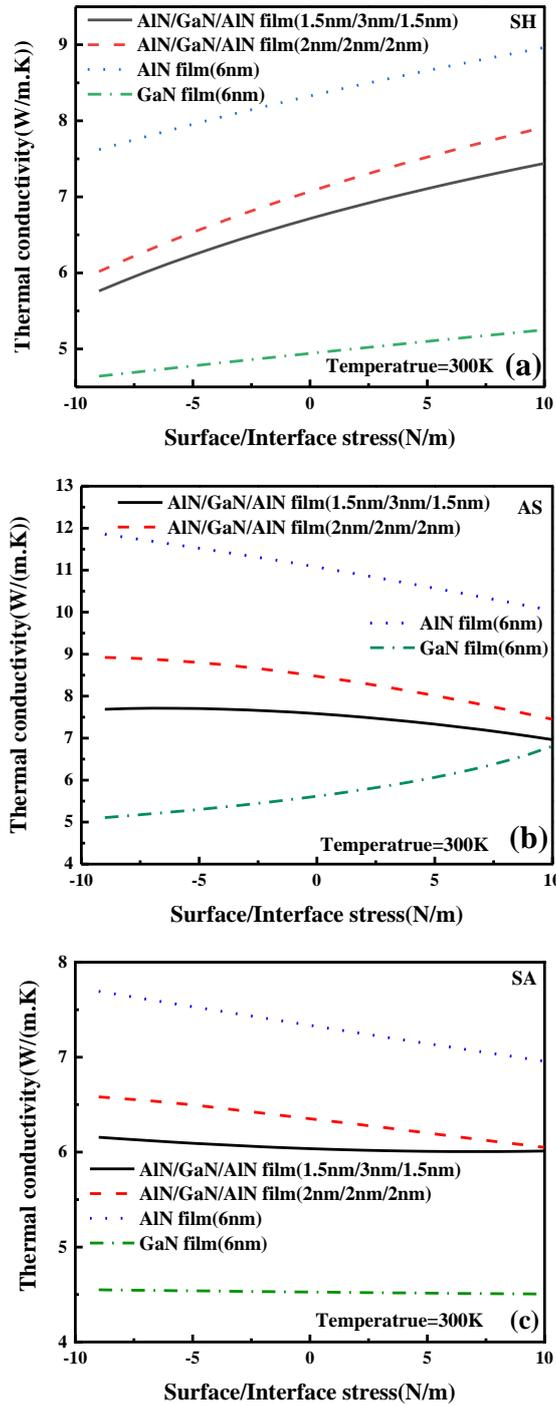 AlN/GaN/AlN film(1.5nm/3nm/1.5nm)
SH
AlN/GaN/AlN film(2nm/2nm/2nm)
AlN film(6nm)
GaN film(6nm)
9
8
7
6
5
Thermal conductivity(W/m.K))
Temperatrue=300K
(a)
-10
-5
0
5
10
Surface/Interface stress(N/m)
13
12
11
10
9
8
7
6
5
4
AlN/GaN/AlN film (1.5nm/3nm/1.5nm)
AS
AlN/GaN/AlN film(2nm/2nm/2nm)
AlN film(6nm)
GaN film(6nm)
Thermal conductivity(W/(m.K))
Temperatrue=300K
(b)
-10
-5
0
5
10
Surface/Interface stress(N/m)
8
7
6
5
4
SA
AlN/GaN/AlN film(1.5nm/3nm/1.5nm)
AlN/GaN/AlN film(2nm/2nm/2nm)
AlN film(6nm)
GaN film(6nm)
Thermal conductivity(W/(m.K)
Temperatrue=300K
(c)
-10
-5
0
5
10
Surface/Interface stress(N/m)